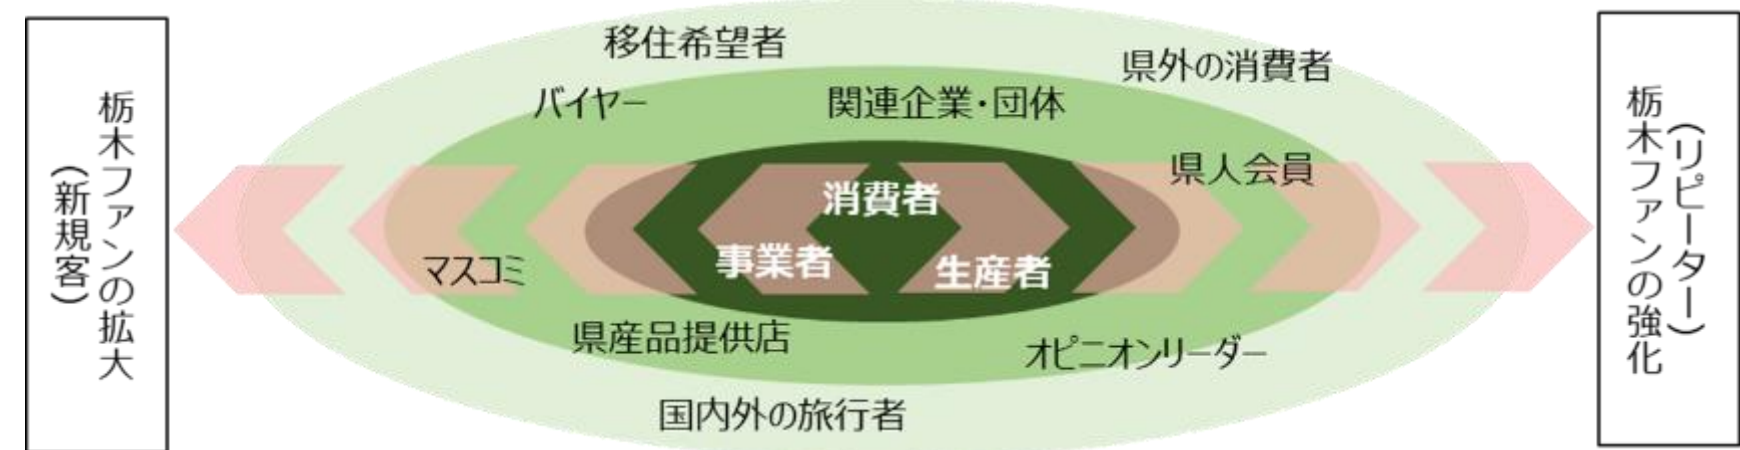 栃木ファンの拡大
（新規客）
移住希望者
県外の消費者
バイヤー
関連企業・団体
県人会員
消費者
事業者
生産者
マスコミ
県産品提供店
オピニオンリーダー
国内外の旅行者
（リピーター）
栃木ファンの強化